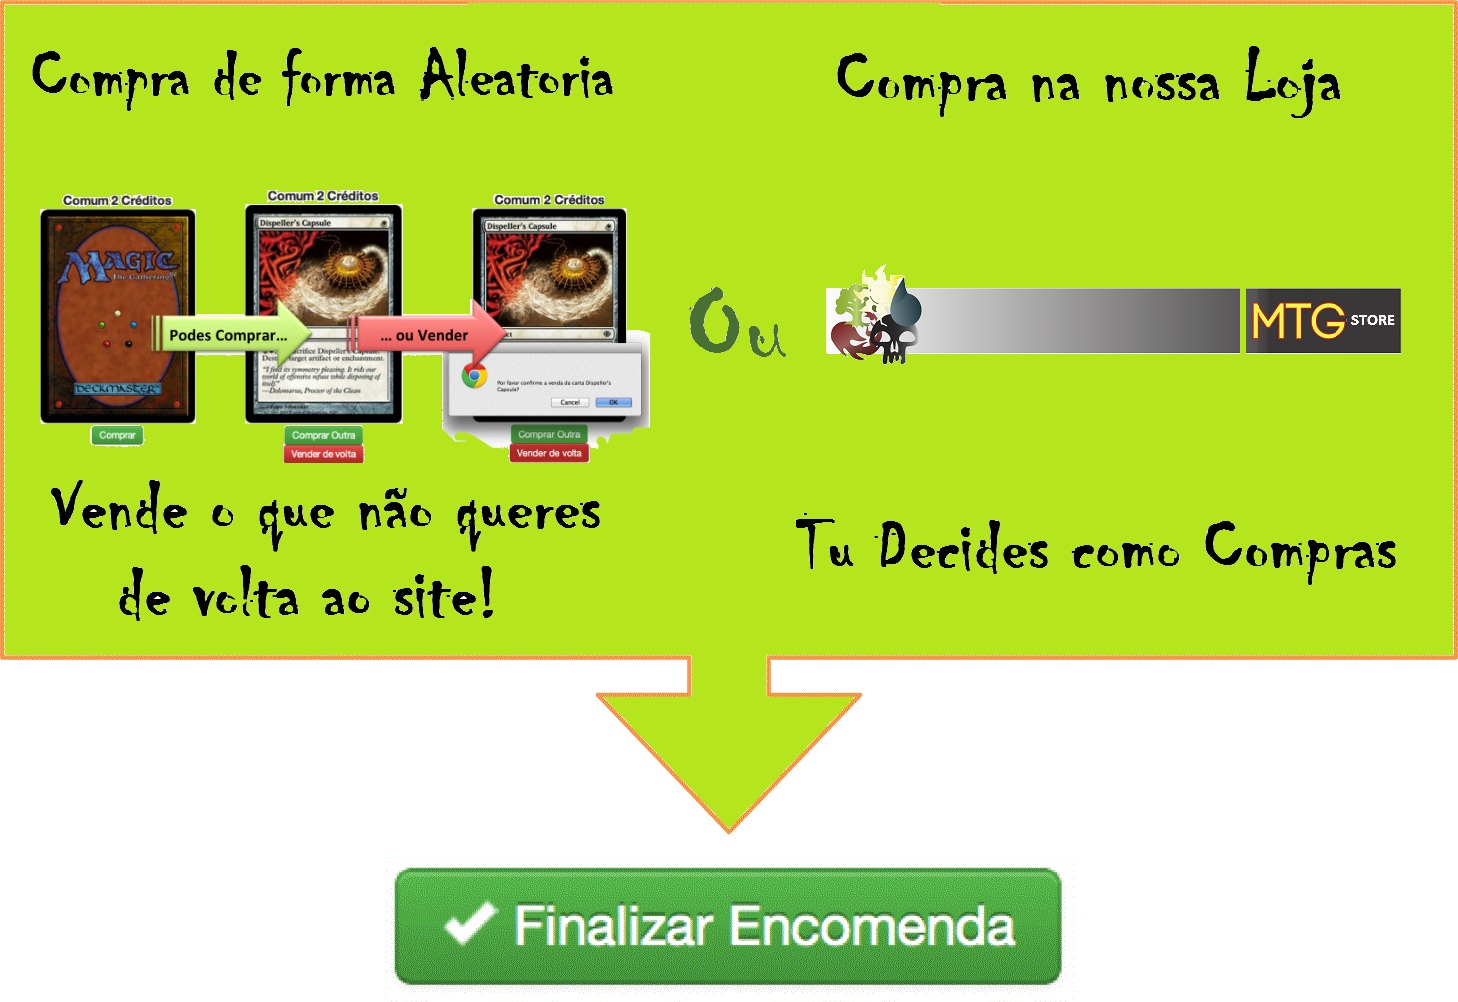 Compra de forma Aleatoria
Comum 2 Créditos
MAGIC
The Gathering
DECKMASTER
Comprar
Podes Comprar...
Comum 2 Créditos
Dispeller's Capsule
Sacrifice Dispeller's Capsule:
Destroy target artifact or enchantment.
"I find its symmetry pleasing. It rids our
world of offensive refuse while disposing of
itself."
—Dolomarus, Proctor of the Clean
Comprar Outra
Vender de volta
... ou Vender
Comum 2 Créditos
Dispeller's Capsule
Por favor confirme a venda da carta Dispeller's
Capsule?
Cancel
OK
Comprar Outra
Vender de volta
Vende o que não queres
de volta ao site!
Ou
Compra na nossa Loja
MTG STORE
Tu Decides como Compras
Finalizar Encomenda